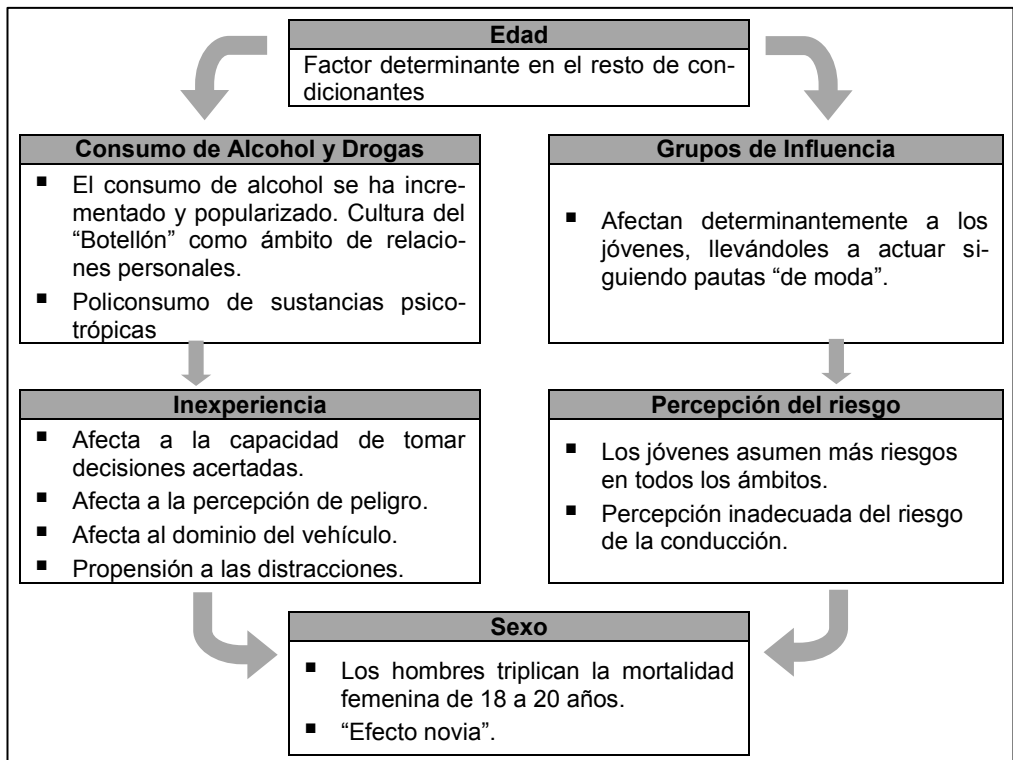 Edad
Factor determinante en el resto de con-
dicionantes
Consumo de Alcohol y Drogas
▪ El consumo de alcohol se ha incre-
mentado y popularizado. Cultura del
“Botellón” como ámbito de relacio-
nes personales.
▪ Policonsumo de sustancias psico-
trópicas
Grupos de Influencia
▪ Afectan determinantemente a los
jóvenes, llevándoles a actuar si-
guiendo pautas “de moda”.
Inexperiencia
▪ Afecta a la capacidad de tomar
decisiones acertadas.
▪ Afecta a la percepción de peligro.
▪ Afecta al dominio del vehículo.
▪ Propensión a las distracciones.
Percepción del riesgo
▪ Los jóvenes asumen más riesgos
en todos los ámbitos.
▪ Percepción inadecuada del riesgo
de la conducción.
Sexo
▪ Los hombres triplican la mortalidad
femenina de 18 a 20 años.
▪ “Efecto novia”.